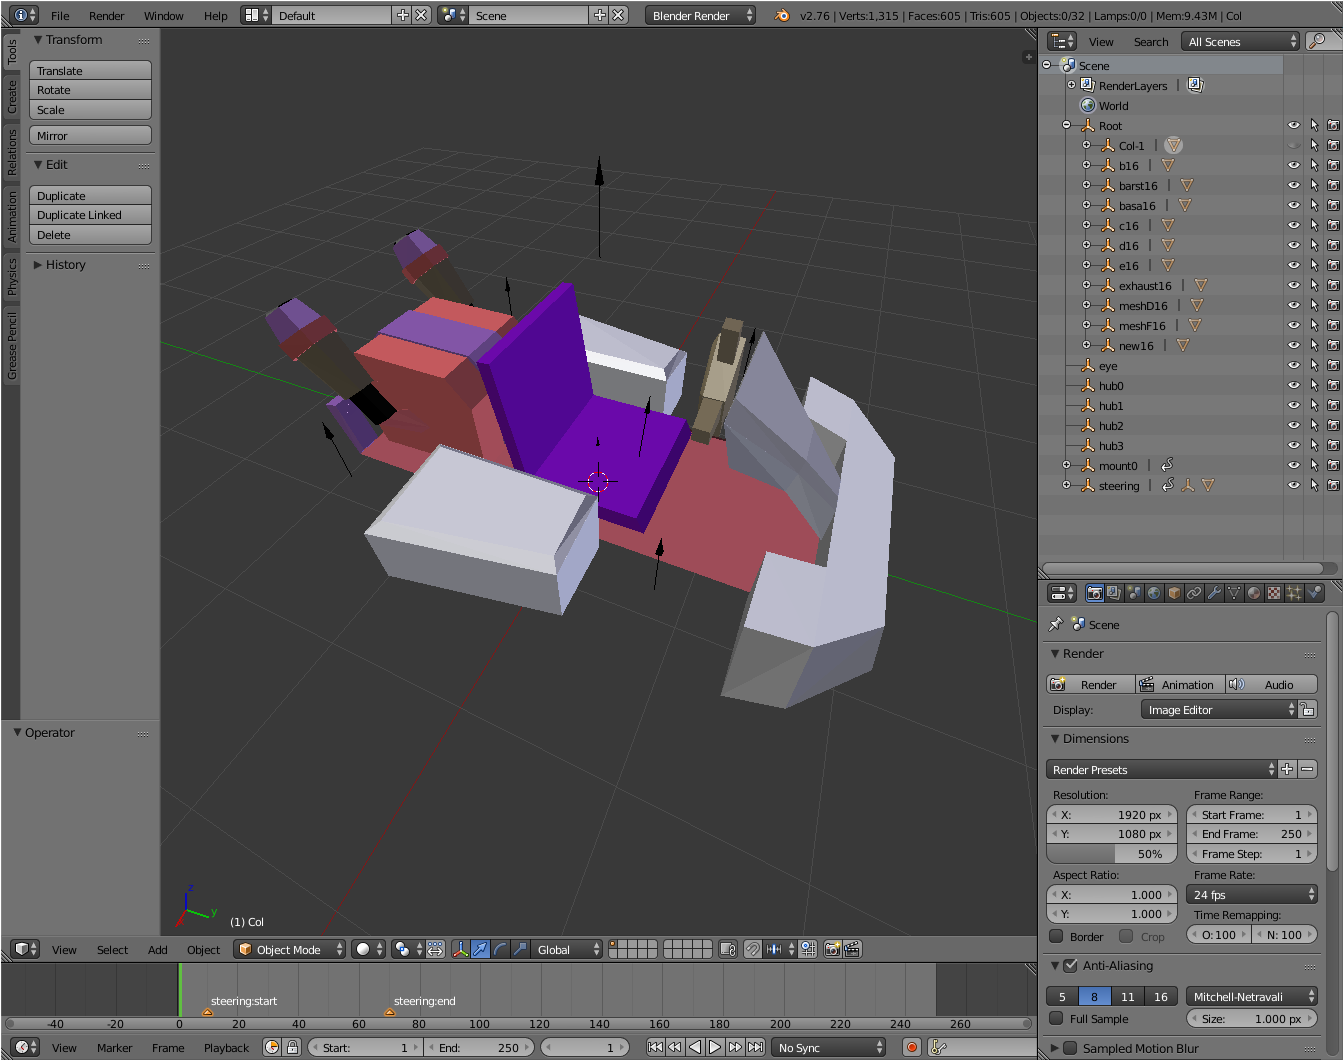 File Render Window Help Default Scene Blender Render v2.76 | Verts:1,315 | Faces:605 | Tris:605 | Objects:0/32 | Lamps:0/0 | Mem:9.43M | Col
Tools
Create
Relations
Animation
Physics
Grease Pencil
Transform
Translate
Rotate
Scale
Mirror
Edit
Duplicate
Duplicate Linked
Delete
History
Operator
z
y
(1) Col
View Search All Scenes
Scene
RenderLayers |
World
Root
Col-1 |
b16 |
barst16 |
basa16 |
c16 |
d16 |
e16 |
exhaust16 |
meshD16 |
meshF16 |
new16 |
eye
hub0
hub1
hub2
hub3
mount0 |
steering |
Scene
Render
Render Animation Audio
Display: Image Editor
Dimensions
Render Presets
Resolution: Frame Range:
X: 1920 px Start Frame: 1
Y: 1080 px End Frame: 250
50% Frame Step: 1
Aspect Ratio: Frame Rate:
X: 1.000 24 fps
Y: 1.000 Time Remapping:
Border Crop O: 100 N: 100
Anti-Aliasing
5 8 11 16 Mitchell-Netravali
Full Sample Size: 1.000 px
Sampled Motion Blur
View Select Add Object Object Mode Global
steering:start steering:end
-40 -20 0 20 40 60 80 100 120 140 160 180 200 220 240 260
View Marker Frame Playback Start: 1 End: 250 1 No Sync